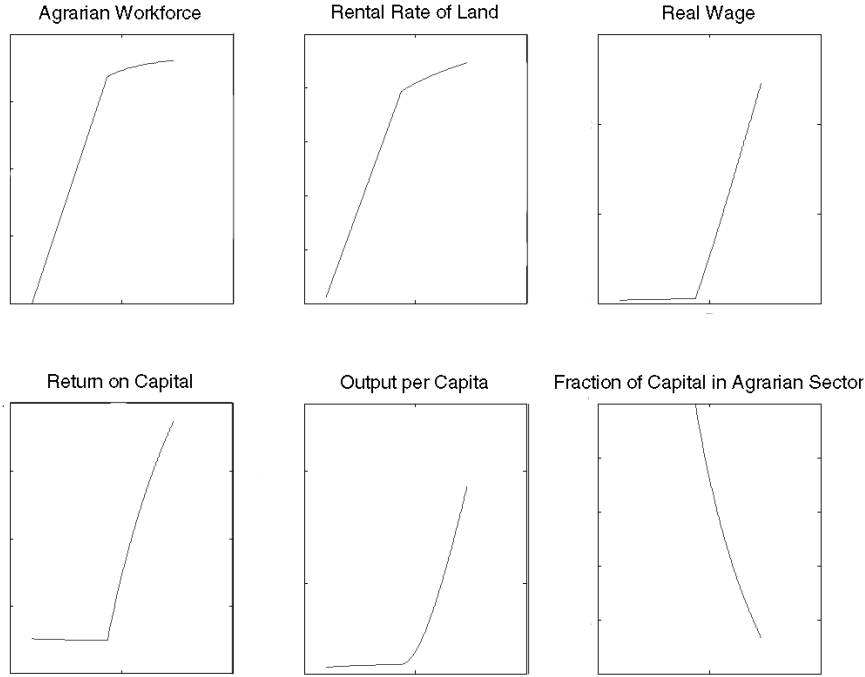 Agrarian Workforce
Rental Rate of Land
Real Wage
Return on Capital
Output per Capita
Fraction of Capital in Agrarian Sector